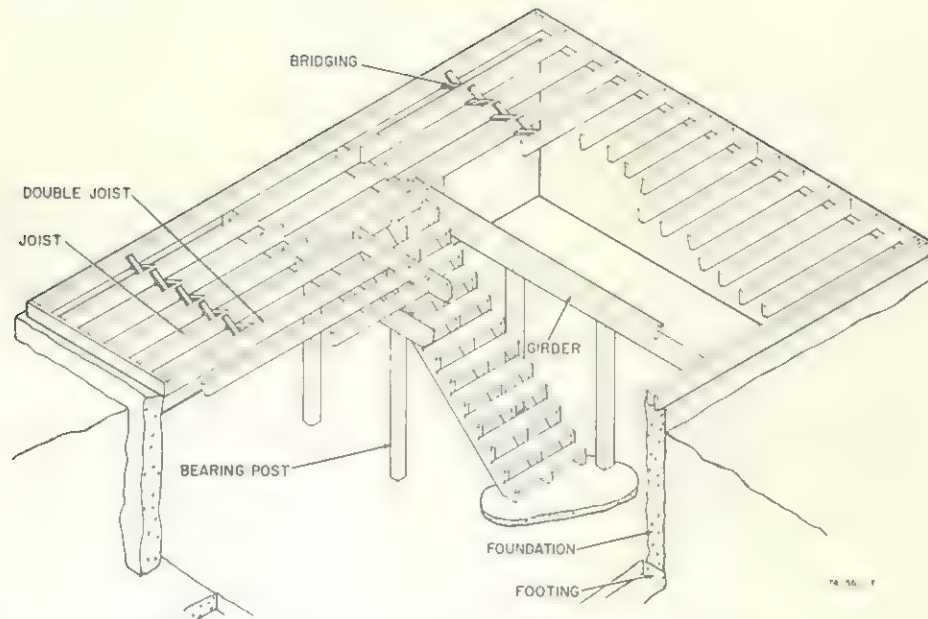 BRIDGING
DOUBLE JOIST
JOIST
GIRDER
BEARING POST
FOUNDATION
FOOTING